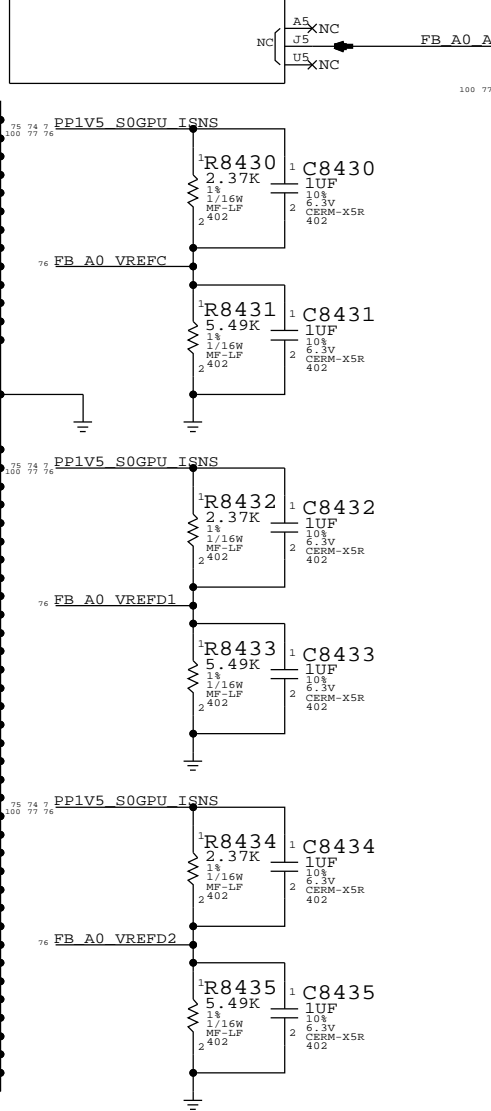 A5 NC
NC J5 FB_A0_A
U5 NC
100 77
75 74 7 PP1V5_S0GPU_ISNS
100 77 76
1 R8430 1 C8430
2.37K 1UF
1% 10%
1/16W 6.3V
MF-LF CERM-X5R
2 402 2 402
76 FB_A0_VREFC
1 R8431 1 C8431
5.49K 1UF
1% 10%
1/16W 6.3V
MF-LF CERM-X5R
2 402 2 402
75 74 7 PP1V5_S0GPU_ISNS
100 77 76
1 R8432 1 C8432
2.37K 1UF
1% 10%
1/16W 6.3V
MF-LF CERM-X5R
2 402 2 402
76 FB_A0_VREFD1
1 R8433 1 C8433
5.49K 1UF
1% 10%
1/16W 6.3V
MF-LF CERM-X5R
2 402 2 402
75 74 7 PP1V5_S0GPU_ISNS
100 77 76
1 R8434 1 C8434
2.37K 1UF
1% 10%
1/16W 6.3V
MF-LF CERM-X5R
2 402 2 402
76 FB_A0_VREFD2
1 R8435 1 C8435
5.49K 1UF
1% 10%
1/16W 6.3V
MF-LF CERM-X5R
2 402 2 402